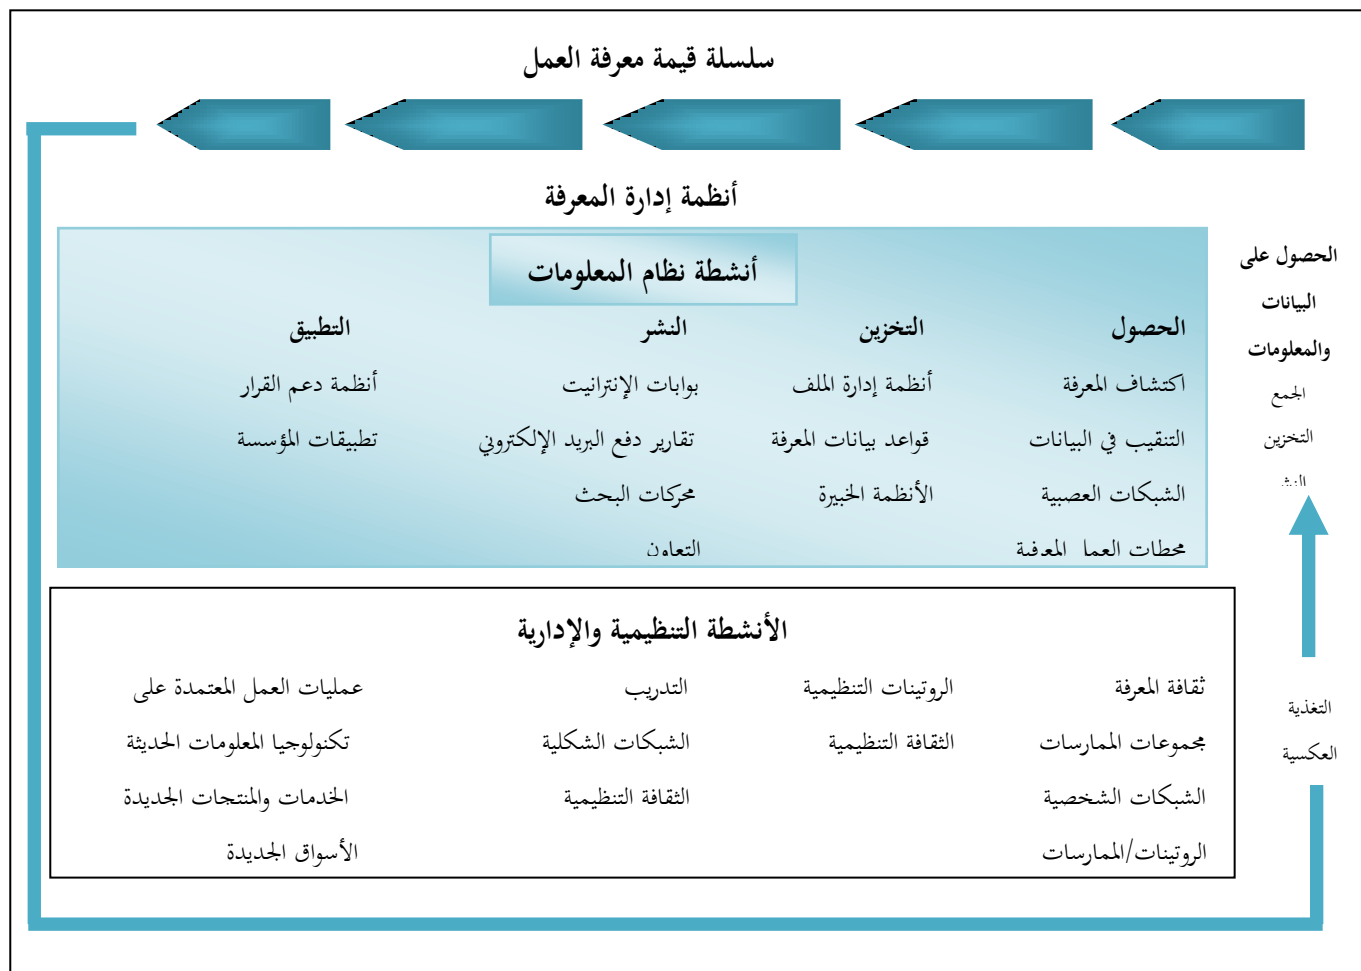 سلسلة قيمة معرفة العمل
أنظمة إدارة المعرفة
الحصول على
البيانات
والمعلومات
الجمع
التخزين
النشر
أنشطة نظام المعلومات
الحصول التخزين النشر التطبيق
اكتشاف المعرفة أنظمة إدارة الملف بوابات الإنترانيت أنظمة دعم القرار
التنقيب في البيانات قواعد بيانات المعرفة تقارير دفع البريد الإلكتروني تطبيقات المؤسسة
الشبكات العصبية الأنظمة الخبيرة محركات البحث
محطات العمل المعرفية التعاون
الأنشطة التنظيمية والإدارية
ثقافة المعرفة الروتينات التنظيمية التدريب عمليات العمل المعتمدة على
مجموعات الممارسات الثقافة التنظيمية الشبكات الشكلية تكنولوجيا المعلومات الحديثة
الشبكات الشخصية الثقافة التنظيمية الخدمات والمنتجات الجديدة
الروتينات/الممارسات الأسواق الجديدة
التغذية
العكسية